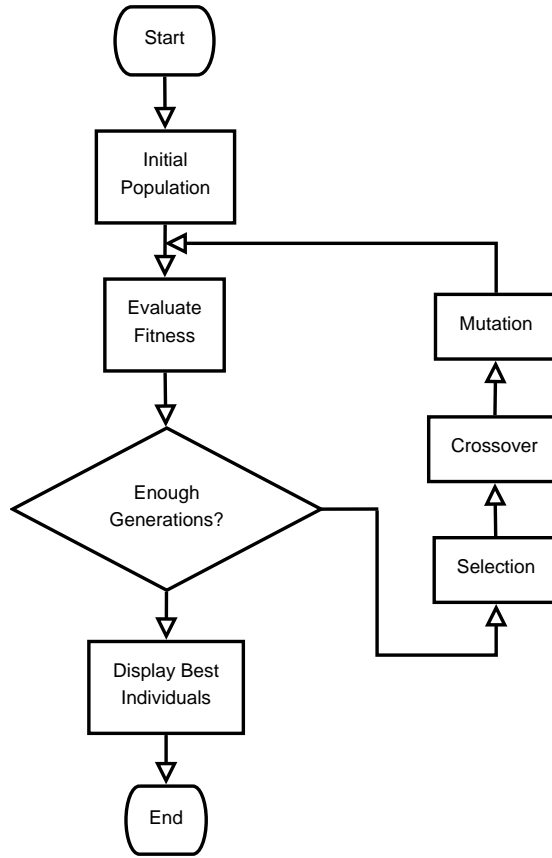 Start
Initial
Population
Evaluate
Fitness
Enough
Generations?
Display Best
Individuals
End
Mutation
Crossover
Selection